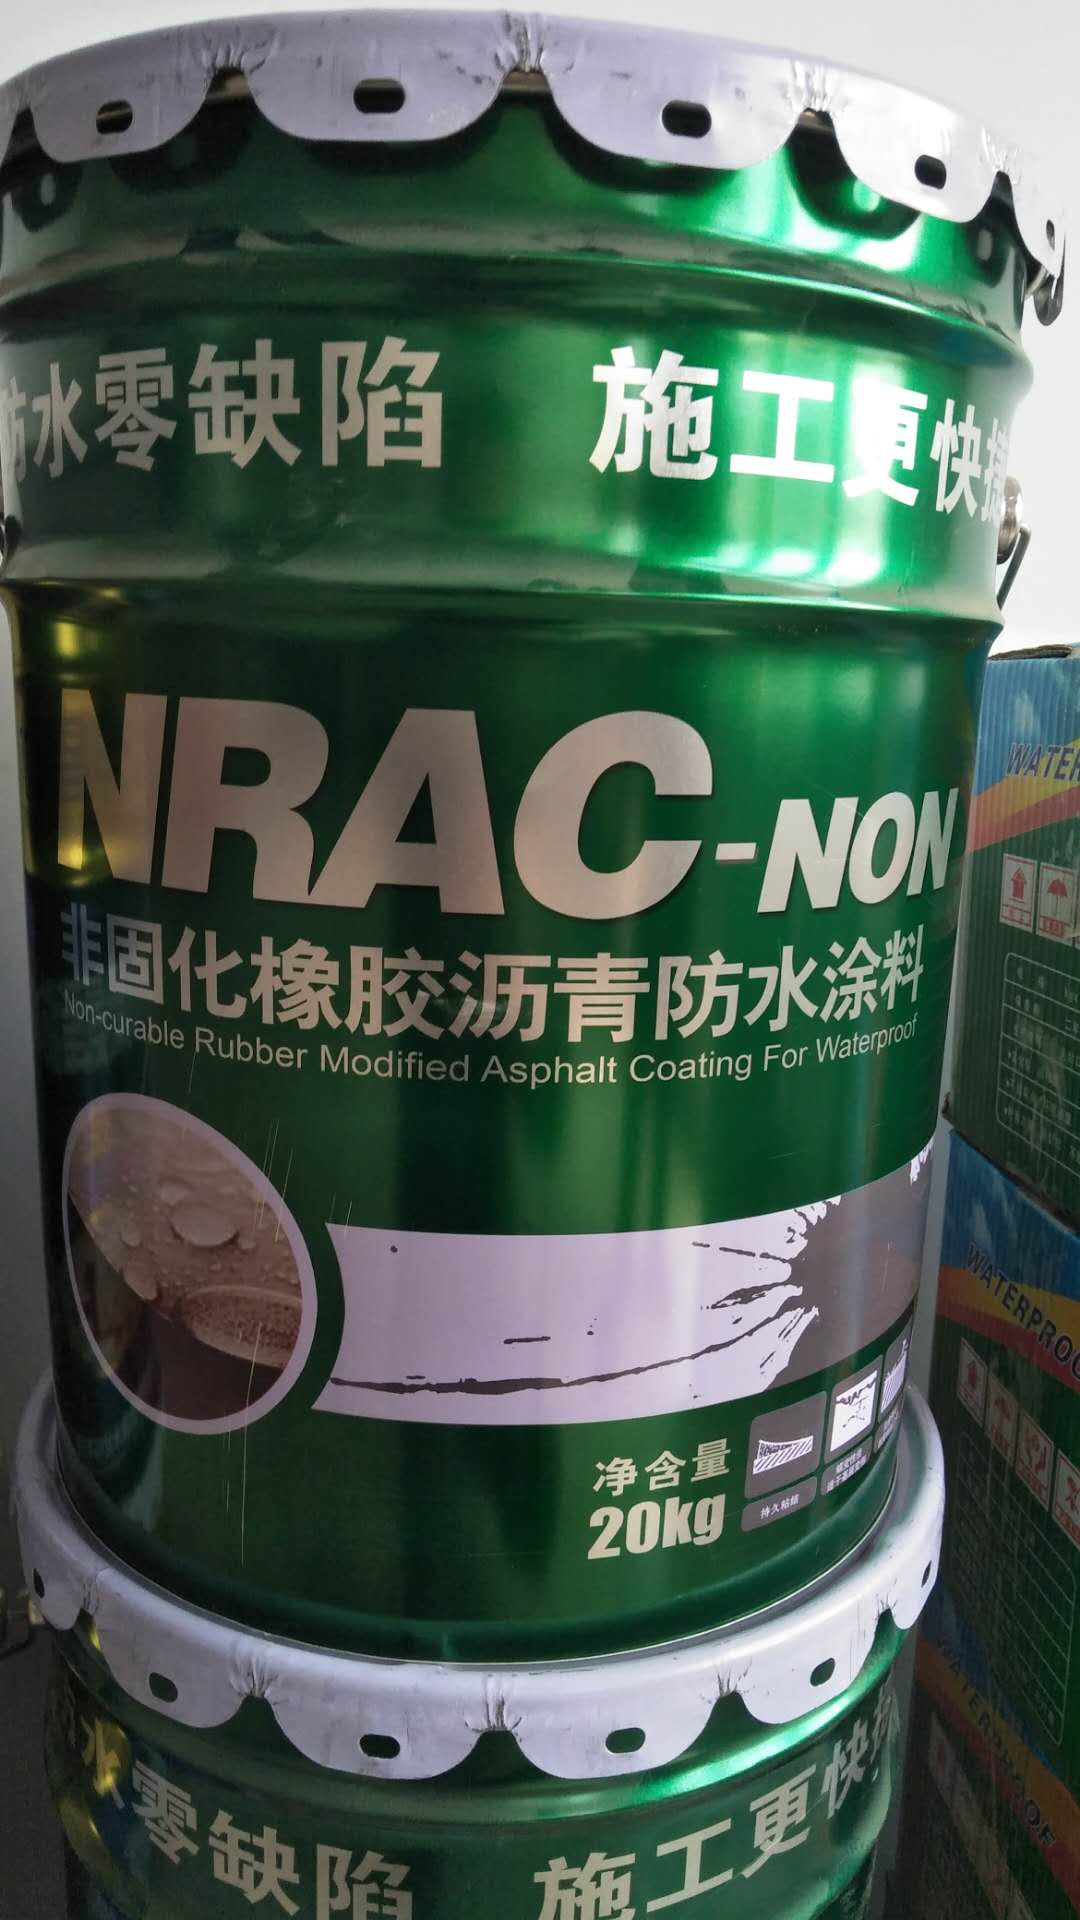 防水零缺陷 施工更快捷
NRAC-NON
非固化橡胶沥青防水涂料
Non-curable Rubber Modified Asphalt Coating For Waterproof
净含量
20kg
持久粘结
水零缺陷 施工更快捷
WATERPROOF
WATERPROOF